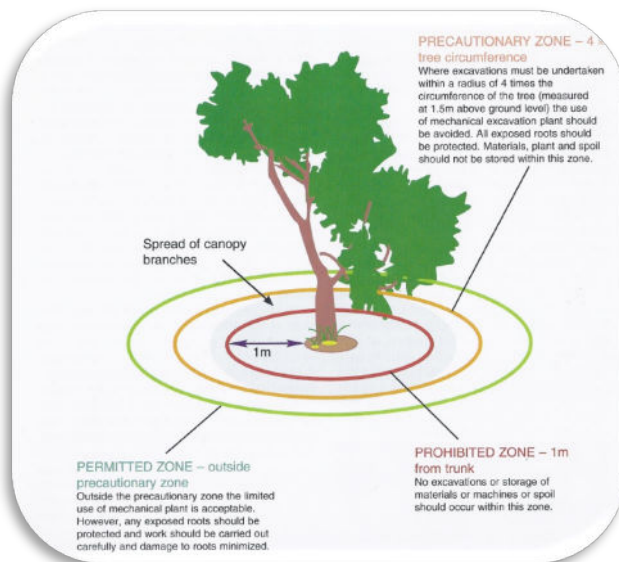 PRECAUTIONARY ZONE – 4 ×
tree circumference
Where excavations must be undertaken
within a radius of 4 times the
circumference of the tree (measured
at 1.5m above ground level) the use
of mechanical excavation plant should
be avoided. All exposed roots should
be protected. Materials, plant and spoil
should not be stored within this zone.
Spread of canopy
branches
1m
PERMITTED ZONE – outside
precautionary zone
Outside the precautionary zone the limited
use of mechanical plant is acceptable.
However, any exposed roots should be
protected and work should be carried out
carefully and damage to roots minimized.
PROHIBITED ZONE – 1m
from trunk
No excavations or storage of
materials or machines or spoil
should occur within this zone.